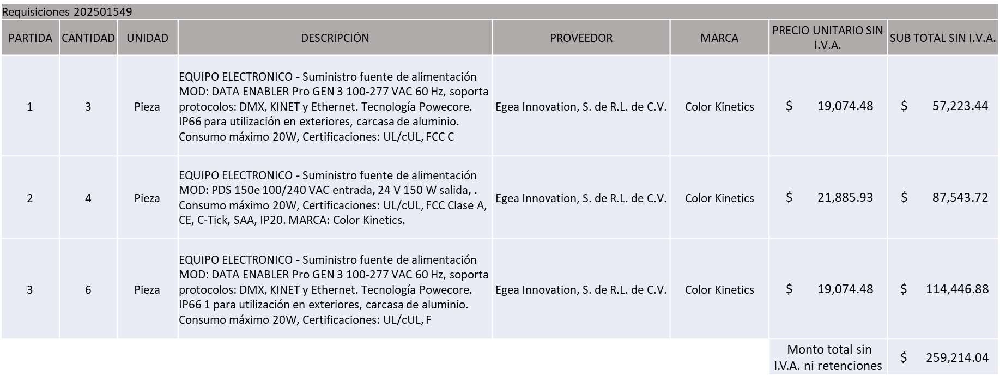 Requisiciones 202501549
PARTIDA CANTIDAD UNIDAD DESCRIPCIÓN PROVEEDOR MARCA PRECIO UNITARIO SIN I.V.A. SUB TOTAL SIN I.V.A.
1 3 Pieza
EQUIPO ELECTRONICO - Suministro fuente de alimentación
MOD: DATA ENABLER Pro GEN 3 100-277 VAC 60 Hz, soporta
protocolos: DMX, KINET y Ethernet. Tecnología Powecore.
IP66 para utilización en exteriores, carcasa de aluminio.
Consumo máximo 20W, Certificaciones: UL/cUL, FCC C
Egea Innovation, S. de R.L. de C.V. Color Kinetics $ 19,074.48 $ 57,223.44
2 4 Pieza
EQUIPO ELECTRONICO - Suministro fuente de alimentación
MOD: PDS 150e 100/240 VAC entrada, 24 V 150 W salida, .
Consumo máximo 20W, Certificaciones: UL/cUL, FCC Clase A,
CE, C-Tick, SAA, IP20. MARCA: Color Kinetics.
Egea Innovation, S. de R.L. de C.V. Color Kinetics $ 21,885.93 $ 87,543.72
3 6 Pieza
EQUIPO ELECTRONICO - Suministro fuente de alimentación
MOD: DATA ENABLER Pro GEN 3 100-277 VAC 60 Hz, soporta
protocolos: DMX, KINET y Ethernet. Tecnología Powecore.
IP66 1 para utilización en exteriores, carcasa de aluminio.
Consumo máximo 20W, Certificaciones: UL/cUL, F
Egea Innovation, S. de R.L. de C.V. Color Kinetics $ 19,074.48 $ 114,446.88
Monto total sin
I.V.A. ni retenciones
$ 259,214.04